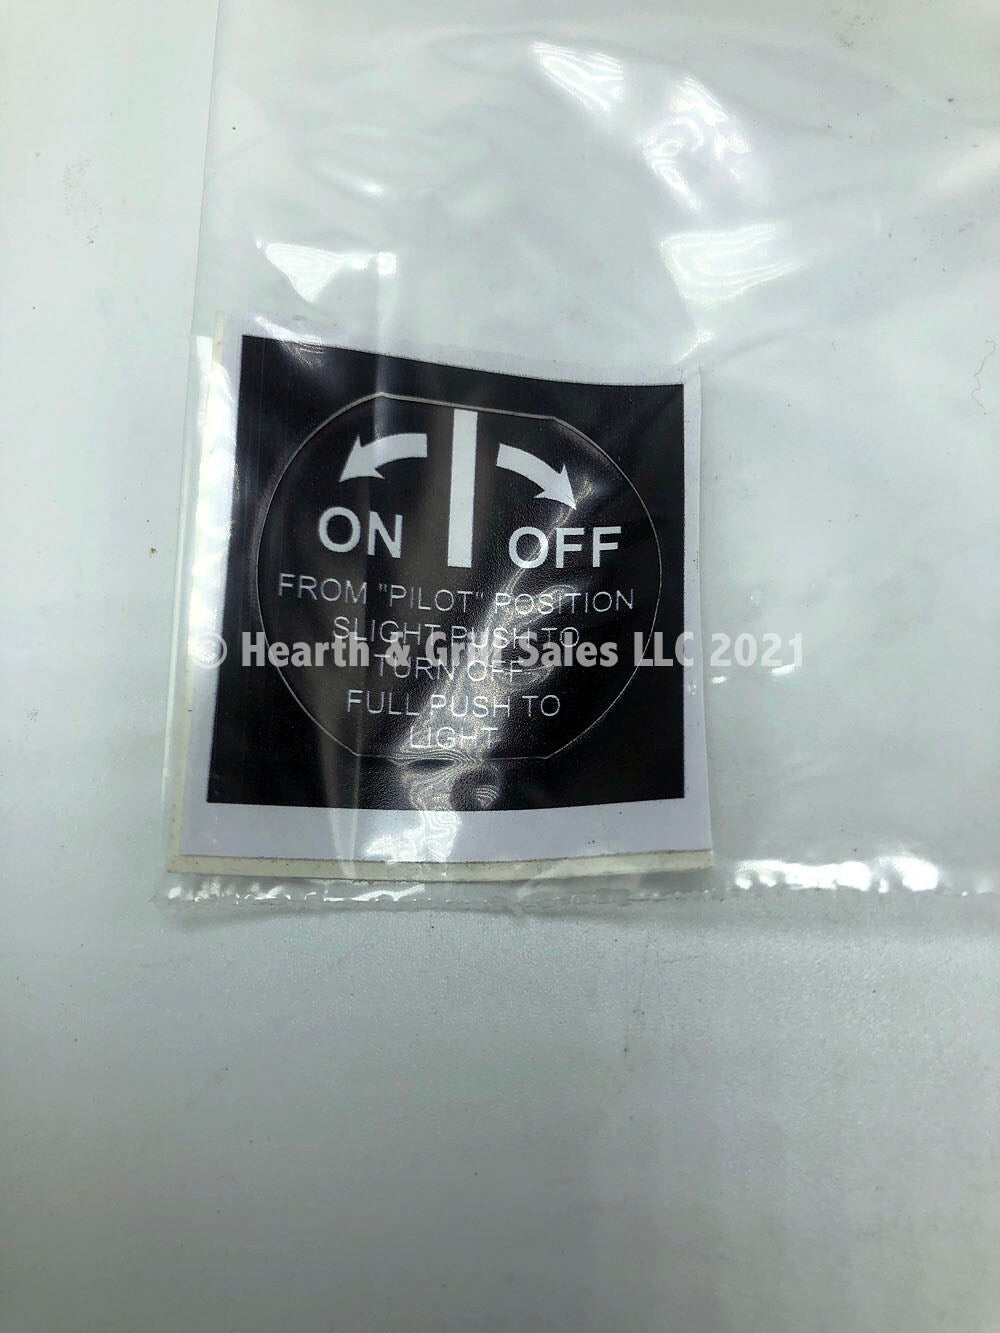 ON OFF
FROM "PILOT" POSITION
SLIGHT PUSH TO
© Hearth & Grill Sales LLC 2021
TURN OFF
FULL PUSH TO
LIGHT